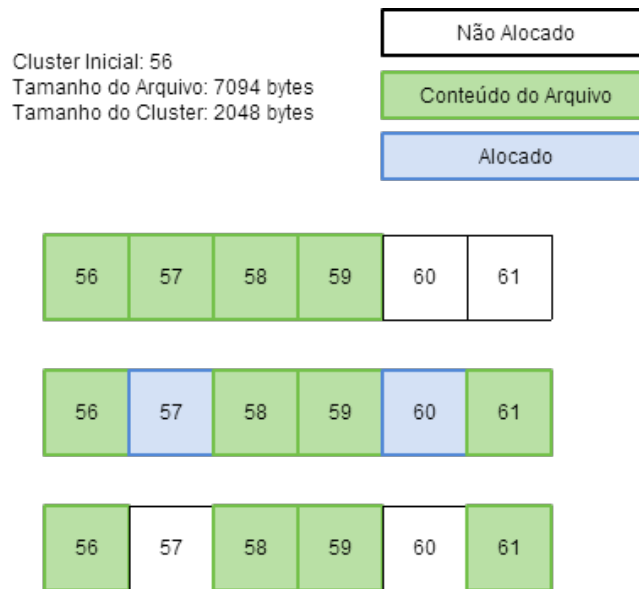 Cluster Inicial: 56
Tamanho do Arquivo: 7094 bytes
Tamanho do Cluster: 2048 bytes
Não Alocado
Conteúdo do Arquivo
Alocado
56 57 58 59 60 61
56 57 58 59 60 61
56 57 58 59 60 61